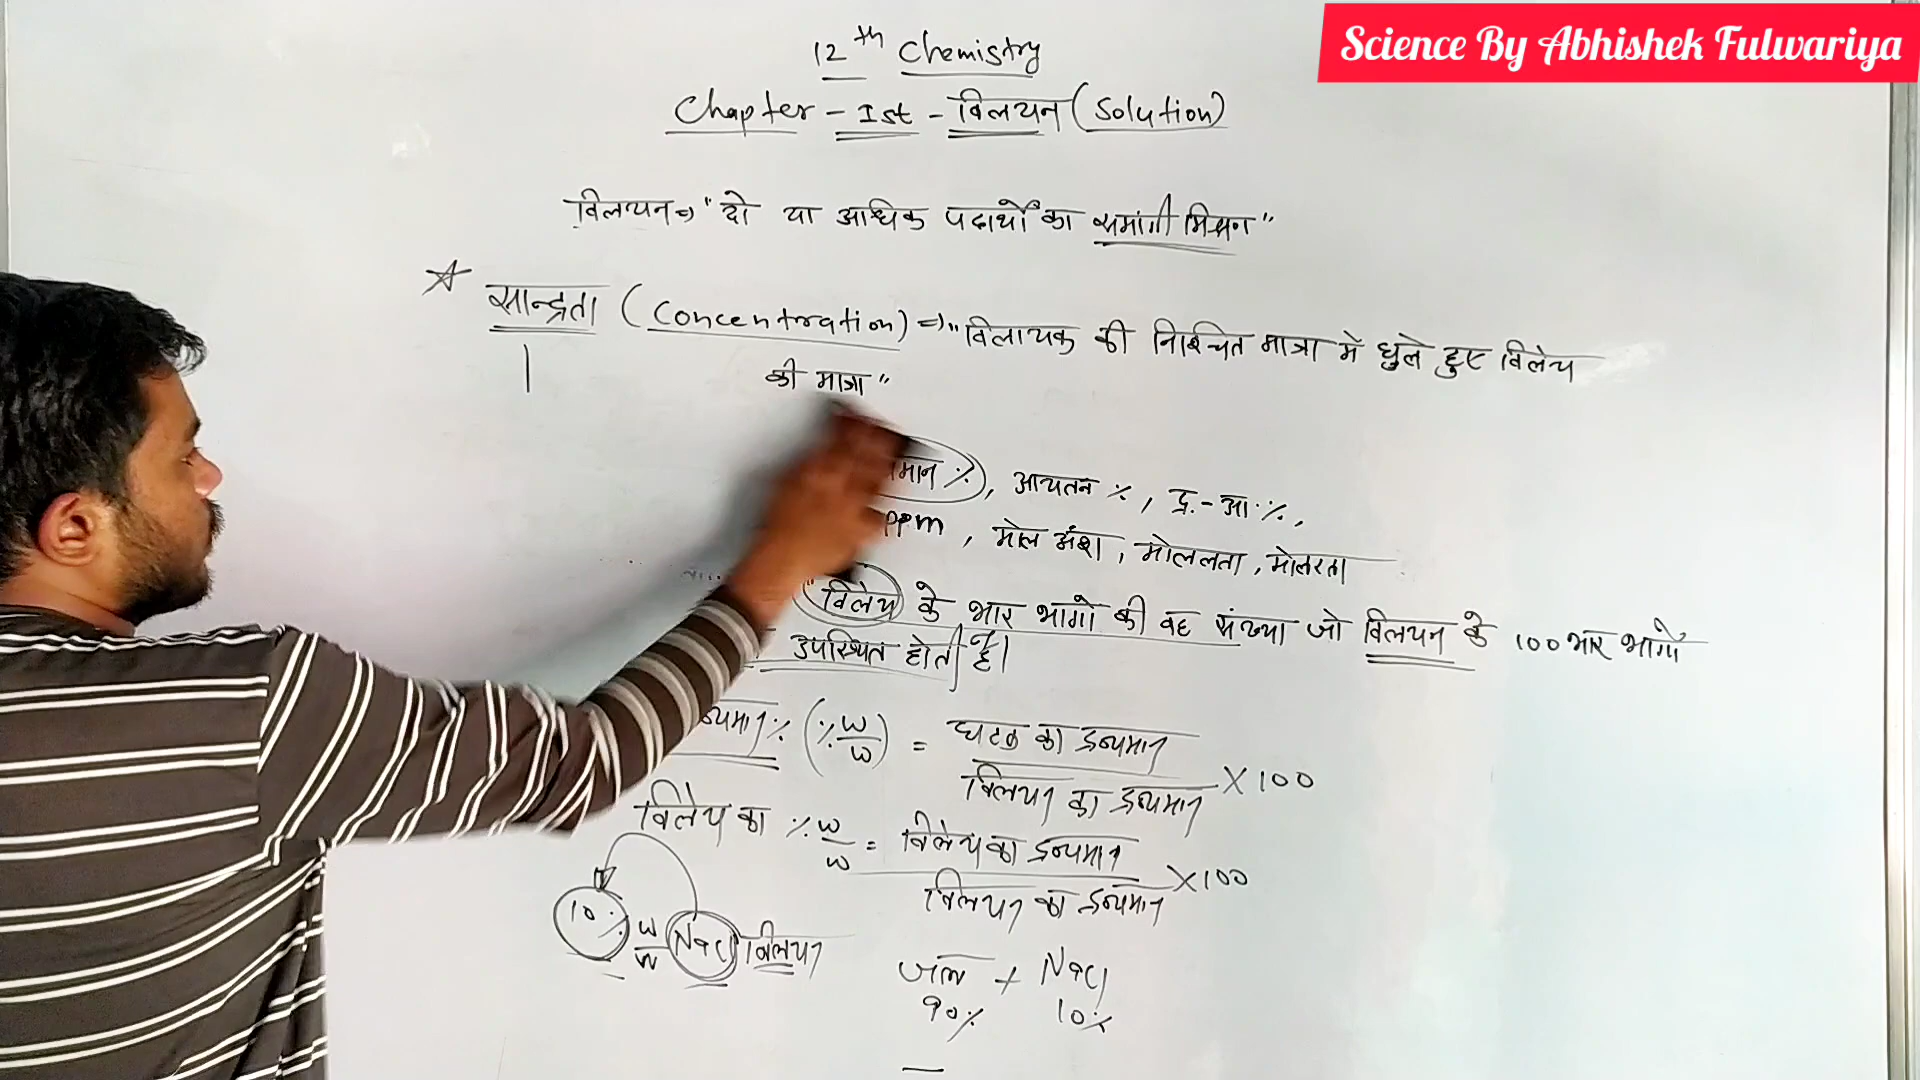 Science By Abhishek Fulwariya
12th Chemistry
Chapter - Ist - विलयन (Solution)
विलयन⇒ "दो या अधिक पदार्थों का समांगी मिश्रण"
सान्द्रता (Concentration) ⇒ "विलायक की निश्चित मात्रा में घुले हुए विलेय
की मात्रा"
मान %, आयतन %, द्र.-आ.%,
ppm, मोल अंश, मोललता, मोलरता
"विलेय के भार भागो की वह संख्या जो विलयन के 100 भार भागों
उपस्थित होती है।
द्रव्यमान % (% w/w) = घटक का द्रव्यमान / विलयन का द्रव्यमान × 100
विलेय का % w/w = विलेय का द्रव्यमान / विलयन का द्रव्यमान × 100
10% w/w NaCl विलयन
जल + NaCl
90% 10%